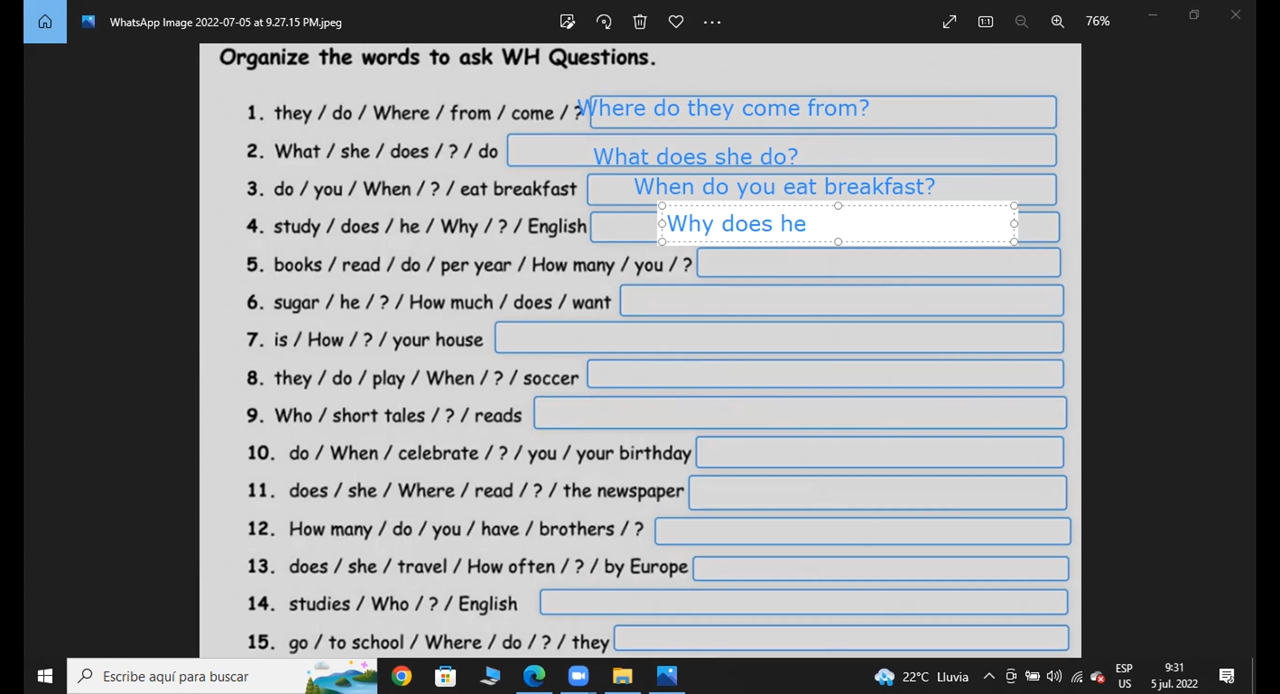 WhatsApp Image 2022-07-05 at 9.27.15 PM.jpeg
76%
Organize the words to ask WH Questions.
1. they / do / Where / from / come / ? Where do they come from?
2. What / she / does / ? / do What does she do?
3. do / you / When / ? / eat breakfast When do you eat breakfast?
4. study / does / he / Why / ? / English Why does he
5. books / read / do / per year / How many / you / ?
6. sugar / he / ? / How much / does / want
7. is / How / ? / your house
8. they / do / play / When / ? / soccer
9. Who / short tales / ? / reads
10. do / When / celebrate / ? / you / your birthday
11. does / she / Where / read / ? / the newspaper
12. How many / do / you / have / brothers / ?
13. does / she / travel / How often / ? / by Europe
14. studies / Who / ? / English
15. go / to school / Where / do / ? / they
Escribe aquí para buscar
22°C Lluvia
ESP
US
9:31
5 jul. 2022